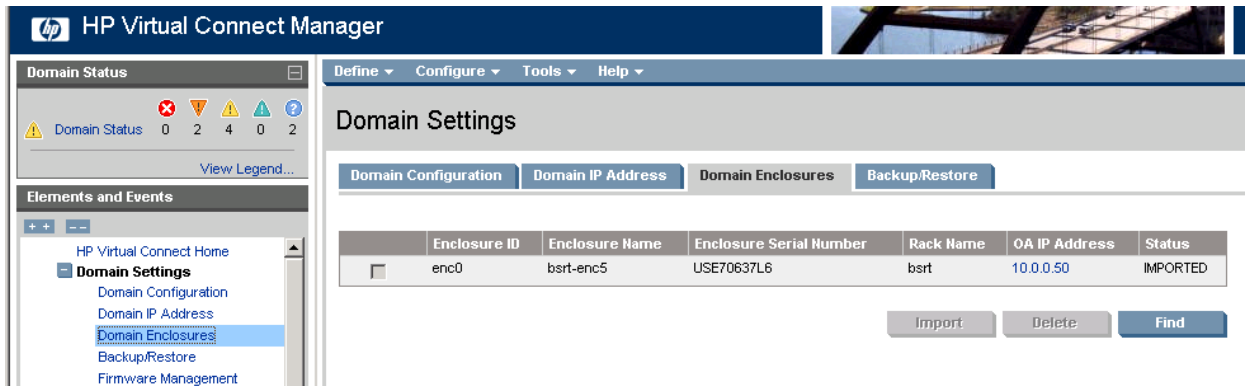 hp HP Virtual Connect Manager
Domain Status
Domain Status 0 2 4 0 2
View Legend...
Elements and Events
++ --
HP Virtual Connect Home
Domain Settings
Domain Configuration
Domain IP Address
Domain Enclosures
Backup/Restore
Firmware Management
Define Configure Tools Help
Domain Settings
Domain Configuration Domain IP Address Domain Enclosures Backup/Restore
Enclosure ID Enclosure Name Enclosure Serial Number Rack Name OA IP Address Status
enc0 bsrt-enc5 USE70637L6 bsrt 10.0.0.50 IMPORTED
Import Delete Find